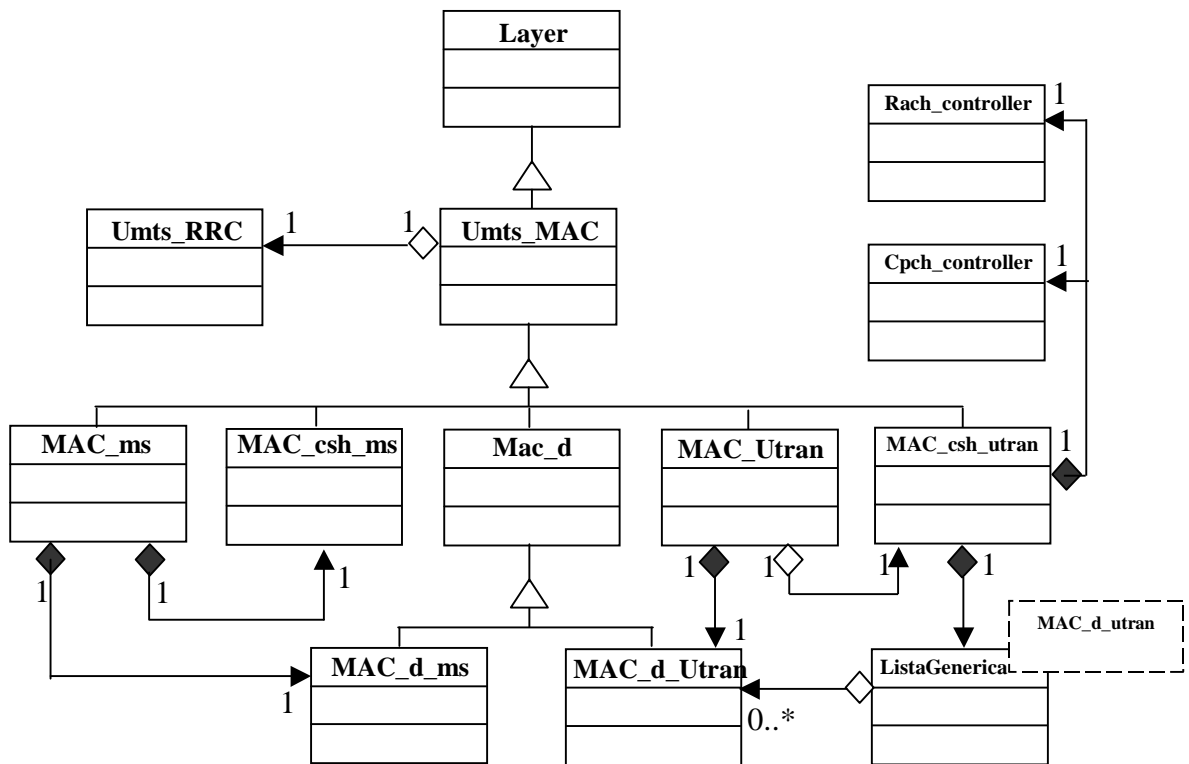 Layer
Rach_controller
1
Umts_RRC
1
1
Umts_MAC
Cpch_controller
1
MAC_ms
MAC_csh_ms
Mac_d
MAC_Utran
MAC_csh_utran
1
1
1
1
1
1
1
1
MAC_d_utran
1
MAC_d_ms
MAC_d_Utran
1
ListaGenerica
0..*